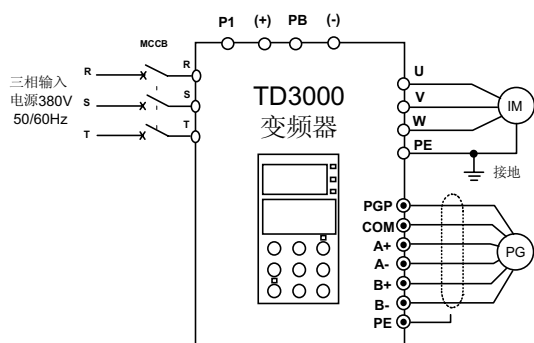 P1 (+) PB (-)
MCCB
R R
三相输入
电源380V
50/60Hz
S S
T T
TD3000
变频器
U
V
W
PE
IM
接地
PGP
COM
A+
A-
B+
B-
PE
PG